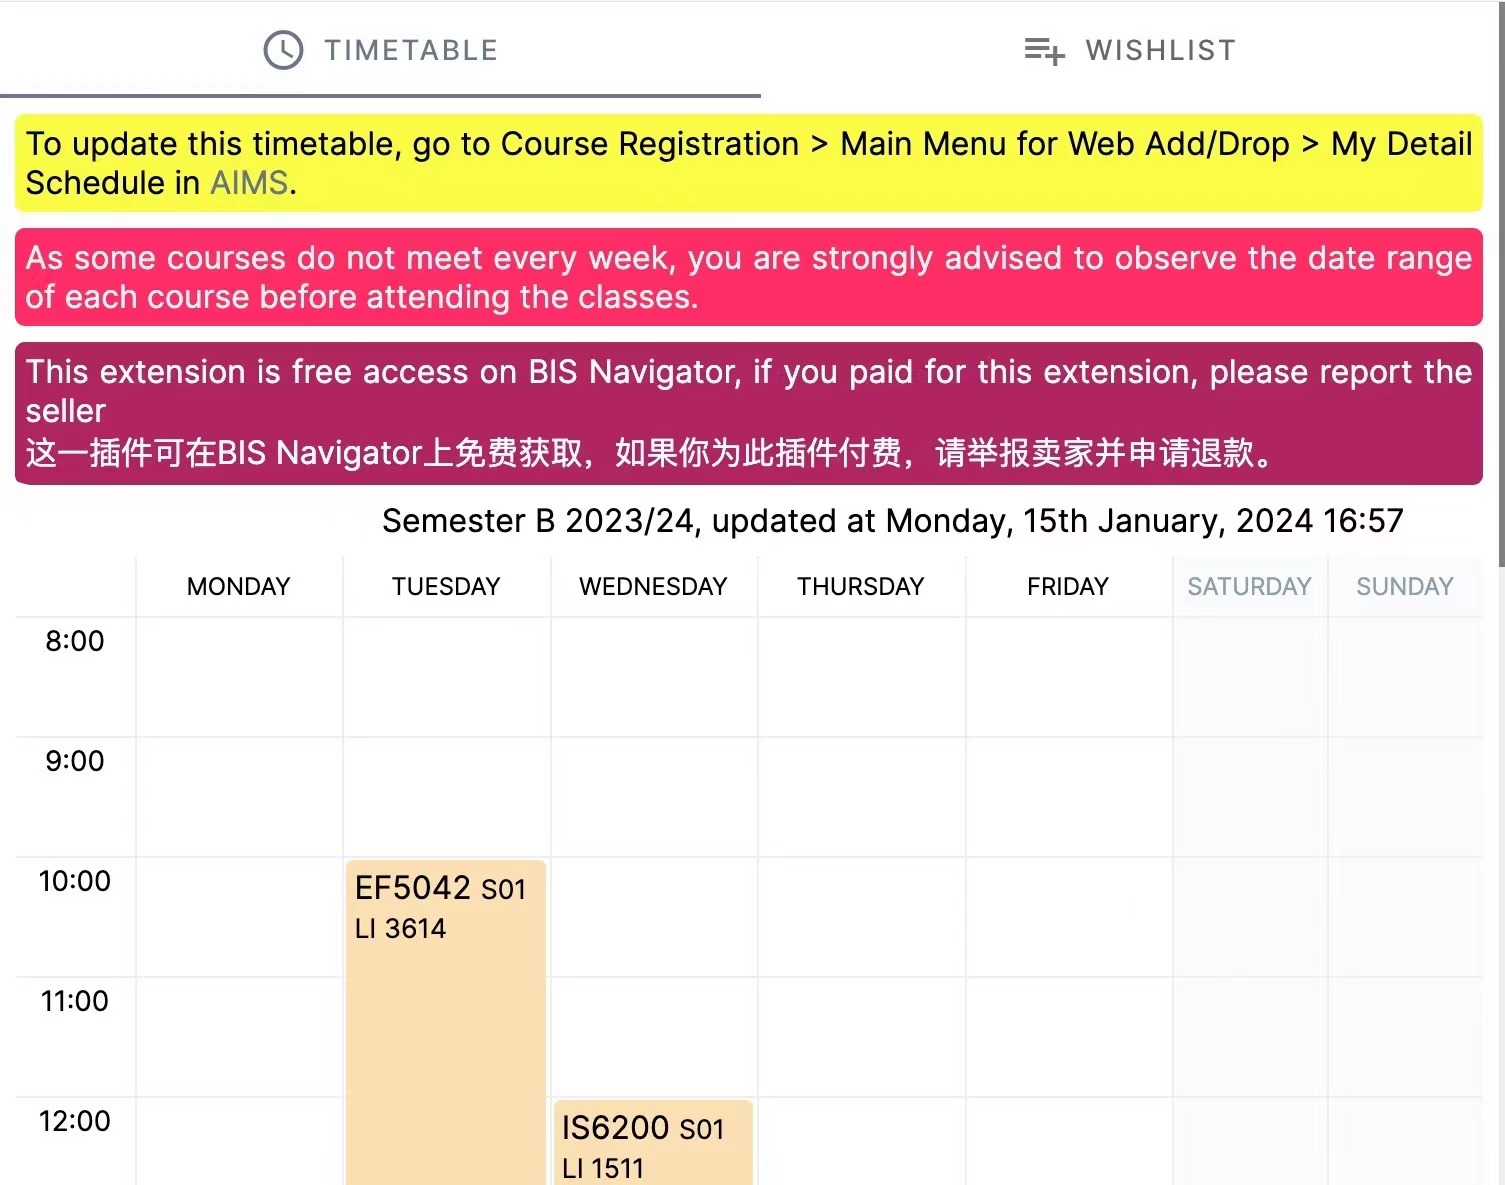 TIMETABLE
WISHLIST
To update this timetable, go to Course Registration > Main Menu for Web Add/Drop > My Detail
Schedule in AIMS.
As some courses do not meet every week, you are strongly advised to observe the date range
of each course before attending the classes.
This extension is free access on BIS Navigator, if you paid for this extension, please report the
seller
这一插件可在BIS Navigator上免费获取，如果你为此插件付费，请举报卖家并申请退款。
Semester B 2023/24, updated at Monday, 15th January, 2024 16:57
MONDAY TUESDAY WEDNESDAY THURSDAY FRIDAY SATURDAY SUNDAY
8:00
9:00
10:00
EF5042 S01
LI 3614
11:00
12:00
IS6200 S01
LI 1511